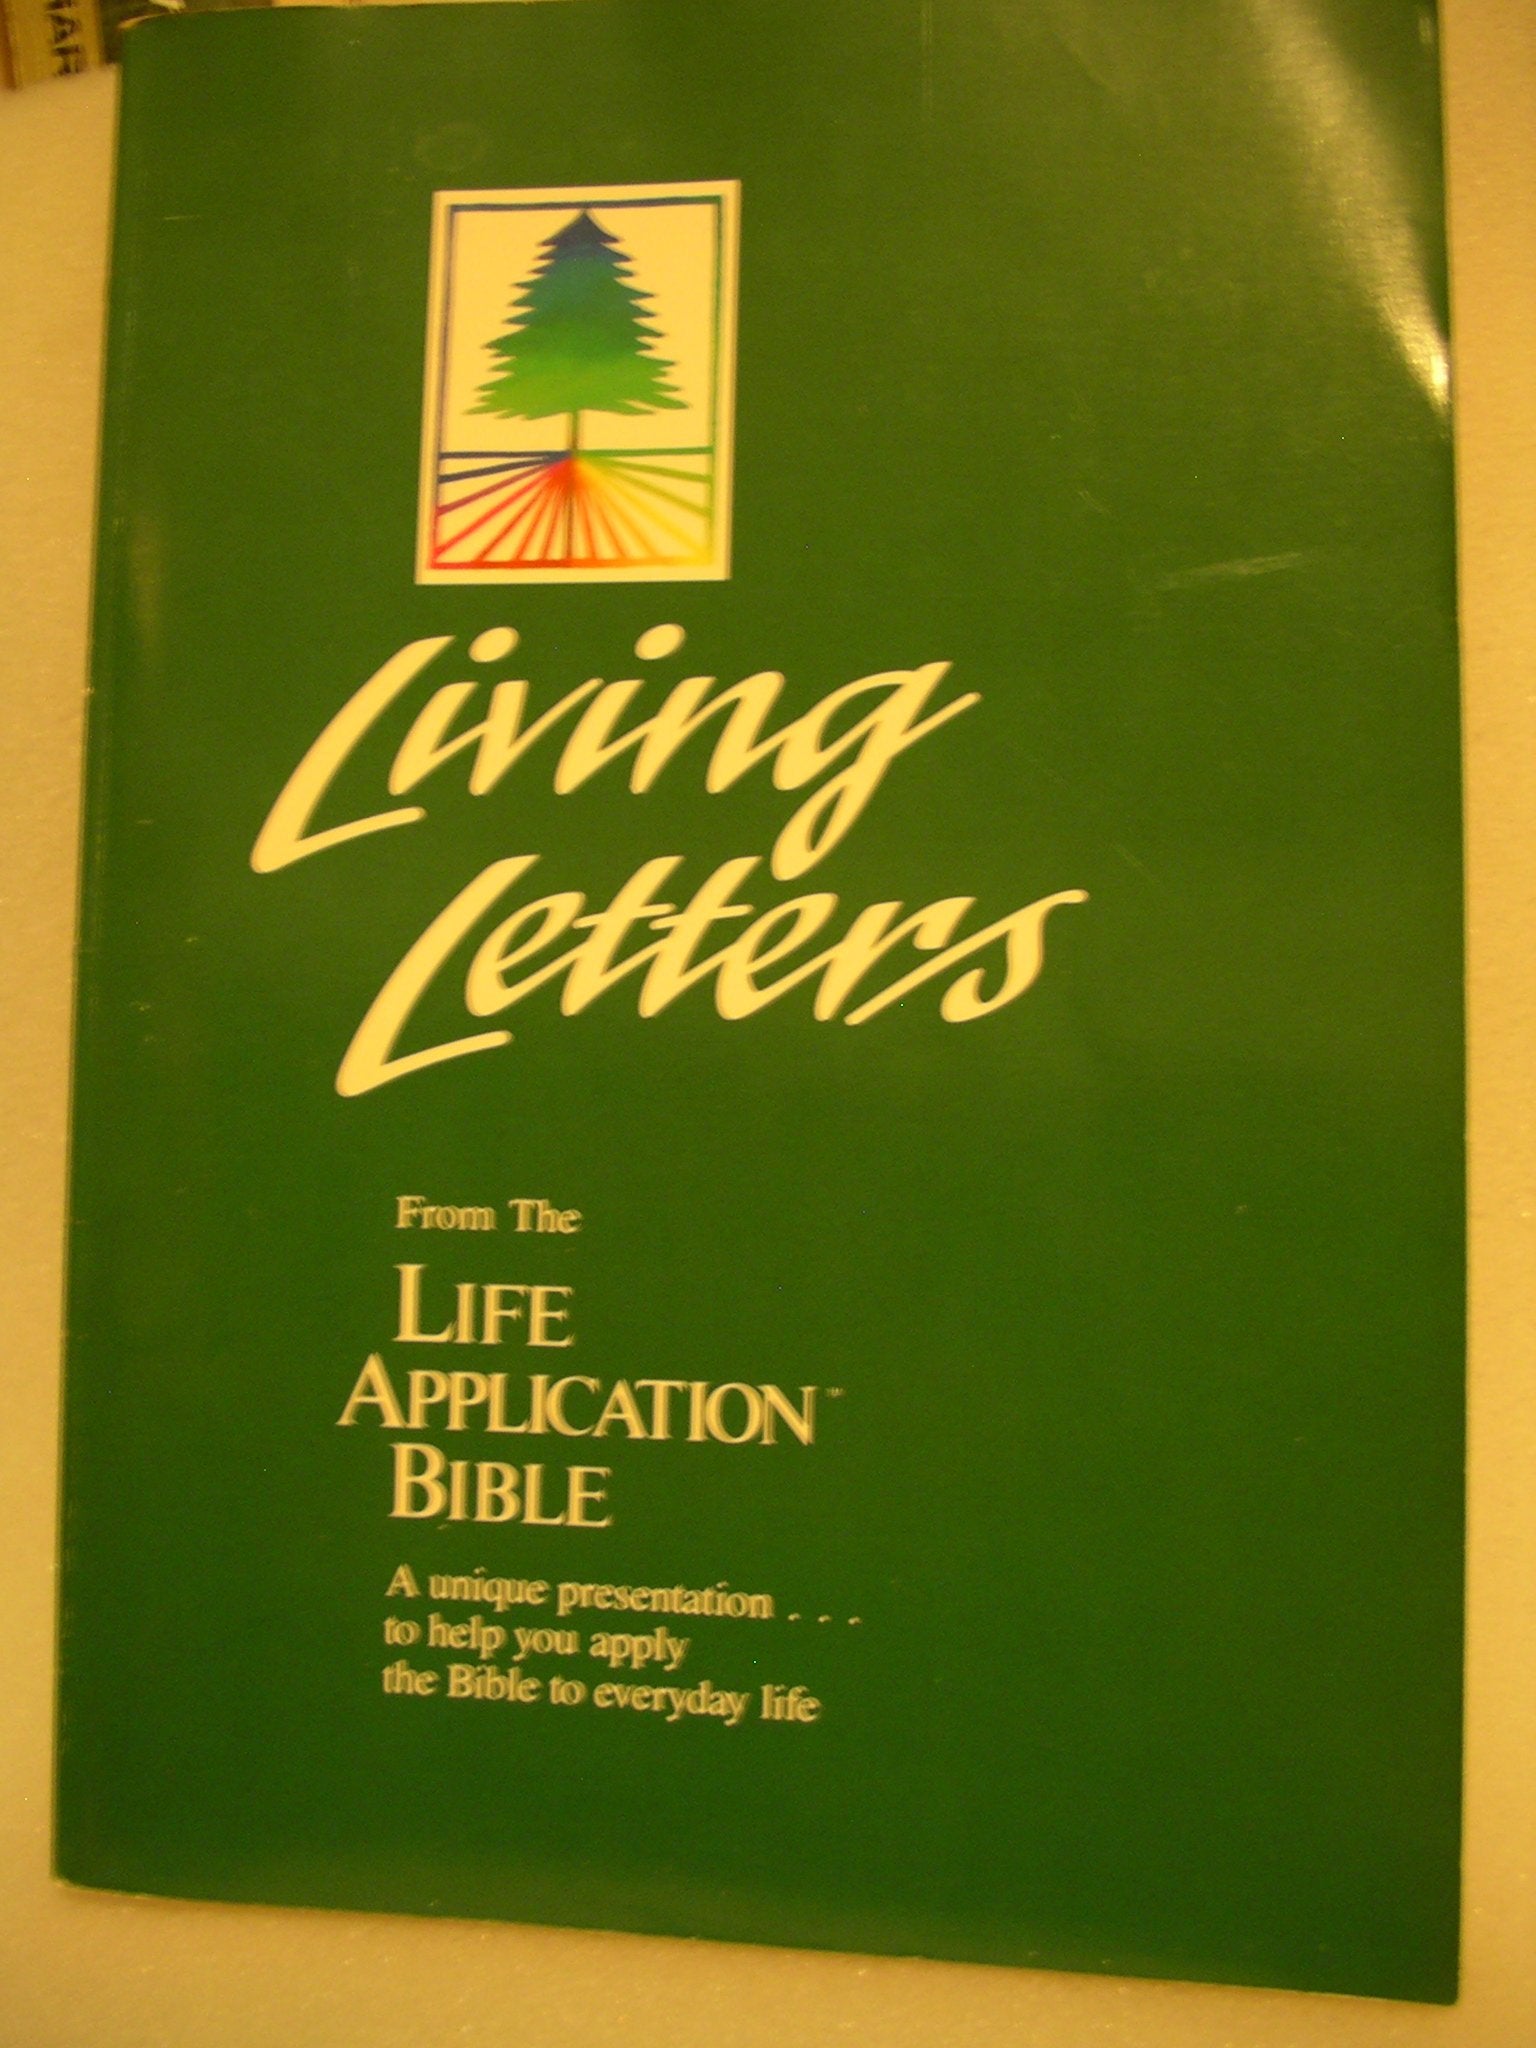 Living
Letters
From The
LIFE
APPLICATION™
BIBLE
A unique presentation . . .
to help you apply
the Bible to everyday life